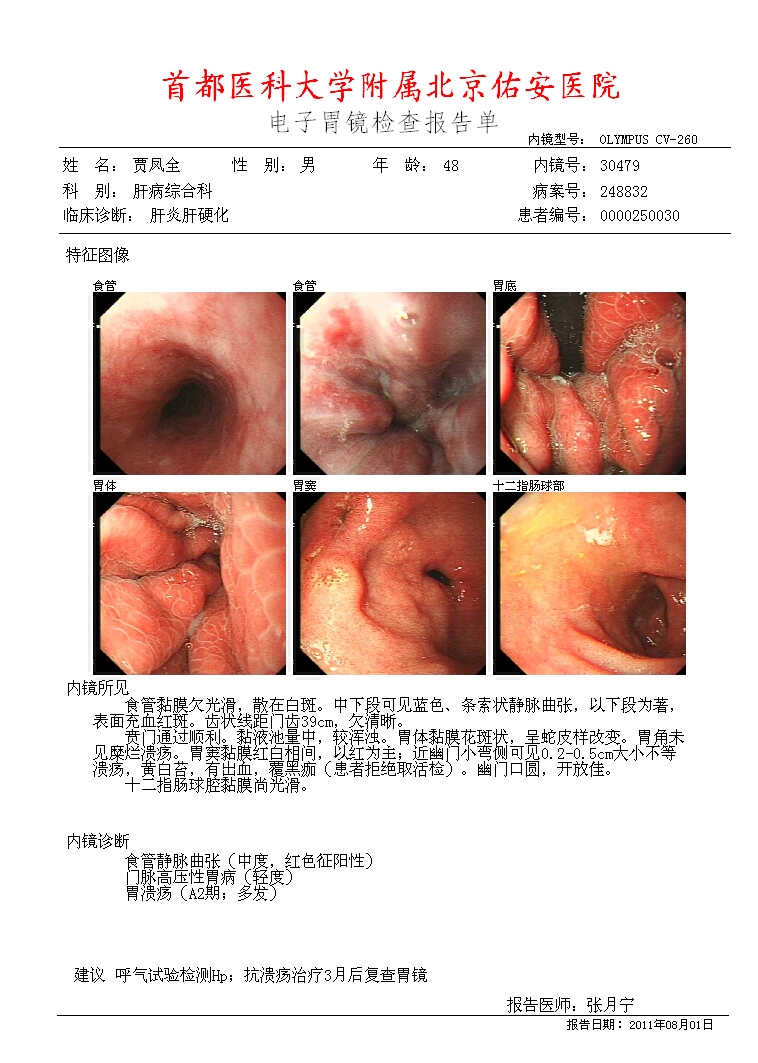 首都医科大学附属北京佑安医院
电子胃镜检查报告单
内镜型号: OLYMPUS CV-260
姓 名: 贾凤全 性 别: 男 年 龄: 48 内镜号: 30479
科 别: 肝病综合科 病案号: 248832
临床诊断: 肝炎肝硬化 患者编号: 0000250030
特征图像
食管 食管 胃底
胃体 胃窦 十二指肠球部
内镜所见
食管黏膜欠光滑，散在白斑。中下段可见蓝色、条索状静脉曲张，以下段为著，
表面充血红斑。齿状线距门齿39cm，欠清晰。
贲门通过顺利。黏液池量中，较浑浊。胃体黏膜花斑状，呈蛇皮样改变。胃角未
见糜烂溃疡。胃窦黏膜红白相间，以红为主；近幽门小弯侧可见0.2-0.5cm大小不等
溃疡，黄白苔，有出血，覆黑痂（患者拒绝取活检）。幽门口圆，开放佳。
十二指肠球腔黏膜尚光滑。
内镜诊断
食管静脉曲张（中度，红色征阳性）
门脉高压性胃病（轻度）
胃溃疡（A2期；多发）
建议 呼气试验检测Hp；抗溃疡治疗3月后复查胃镜
报告医师: 张月宁
报告日期: 2011年08月01日